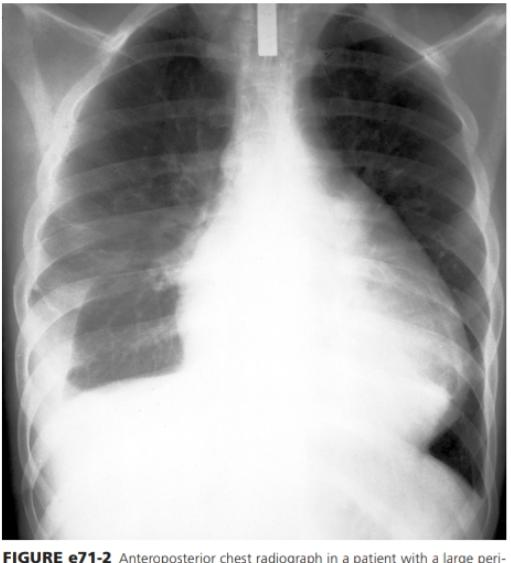 FIGURE e71-2 Anteroposterior chest radiograph in a patient with a large peri-